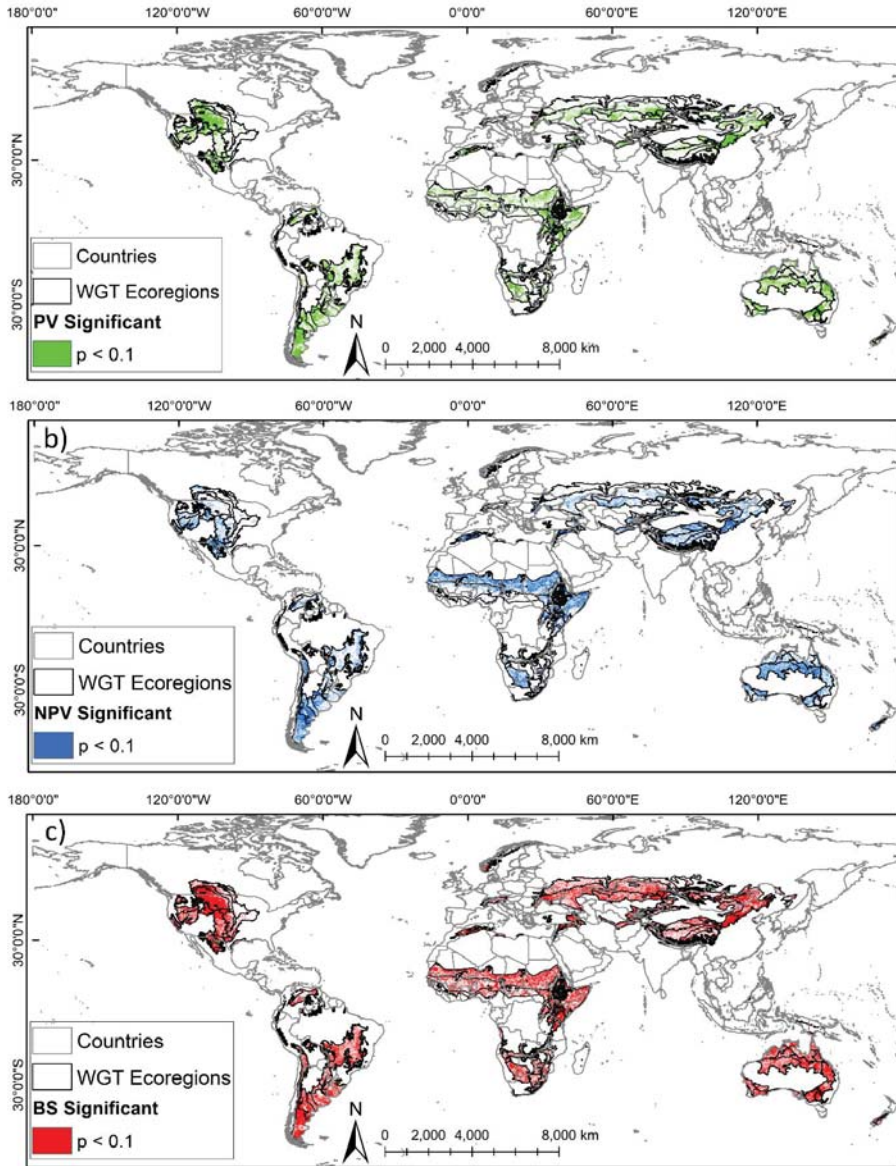 180°0'0" 120°0'0"W 60°0'0"W 0°0'0"E 60°0'0"E 120°0'0"E
30°0'0"N
30°0'0"S
Countries
WGT Ecoregions
PV Significant
p < 0.1
N
0 2,000 4,000 8,000 km
180°0'0" 120°0'0"W 60°0'0"W 0°0'0"E 60°0'0"E 120°0'0"E
b)
30°0'0"N
30°0'0"S
Countries
WGT Ecoregions
NPV Significant
p < 0.1
N
0 2,000 4,000 8,000 km
180°0'0" 120°0'0"W 60°0'0"W 0°0'0"E 60°0'0"E 120°0'0"E
c)
30°0'0"N
30°0'0"S
Countries
WGT Ecoregions
BS Significant
p < 0.1
N
0 2,000 4,000 8,000 km